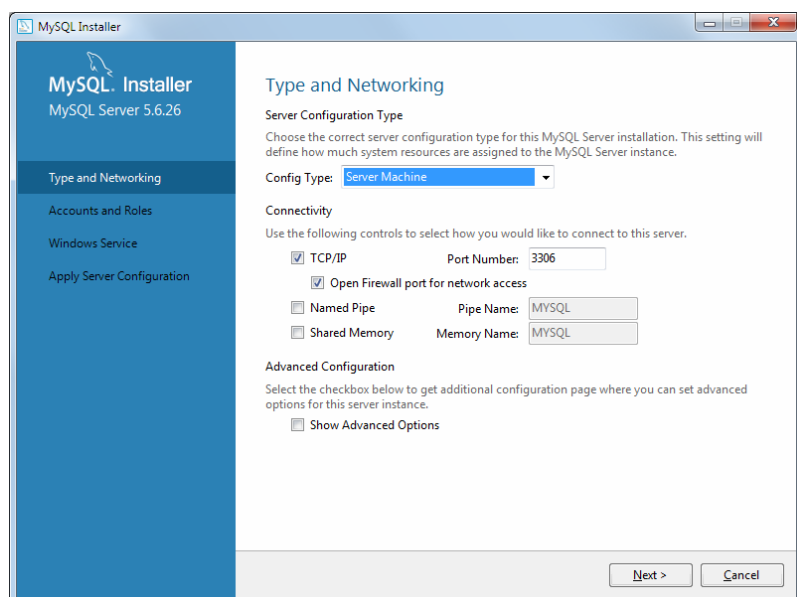 MySQL Installer
MySQL. Installer
MySQL Server 5.6.26
Type and Networking
Accounts and Roles
Windows Service
Apply Server Configuration
Type and Networking
Server Configuration Type
Choose the correct server configuration type for this MySQL Server installation. This setting will
define how much system resources are assigned to the MySQL Server instance.
Config Type: Server Machine
Connectivity
Use the following controls to select how you would like to connect to this server.
TCP/IP Port Number: 3306
Open Firewall port for network access
Named Pipe Pipe Name: MYSQL
Shared Memory Memory Name: MYSQL
Advanced Configuration
Select the checkbox below to get additional configuration page where you can set advanced
options for this server instance.
Show Advanced Options
Next > Cancel